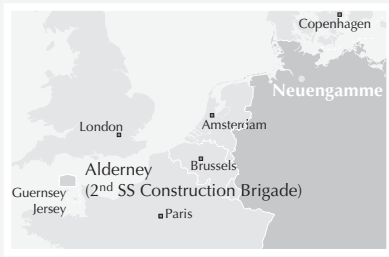 Copenhagen
Neuengamme
London
Amsterdam
Brussels
Alderney
(2nd SS Construction Brigade)
Guernsey
Jersey
Paris